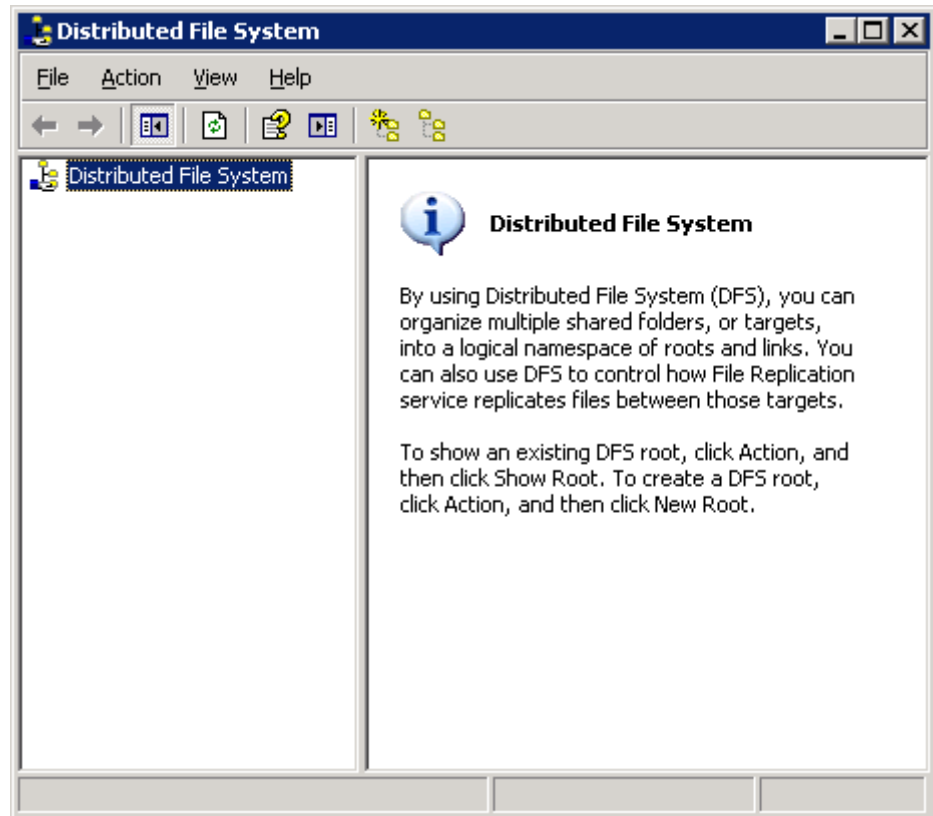 Distributed File System
File Action View Help
Distributed File System
Distributed File System
By using Distributed File System (DFS), you can
organize multiple shared folders, or targets,
into a logical namespace of roots and links. You
can also use DFS to control how File Replication
service replicates files between those targets.
To show an existing DFS root, click Action, and
then click Show Root. To create a DFS root,
click Action, and then click New Root.